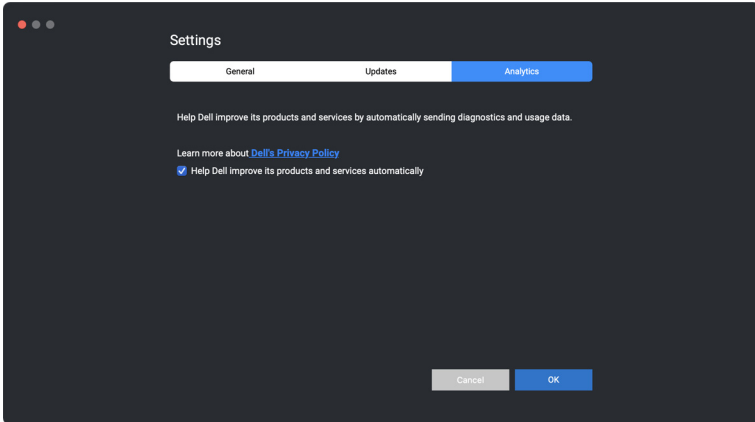 Settings
General Updates Analytics
Help Dell improve its products and services by automatically sending diagnostics and usage data.
Learn more about Dell's Privacy Policy
Help Dell improve its products and services automatically
Cancel OK